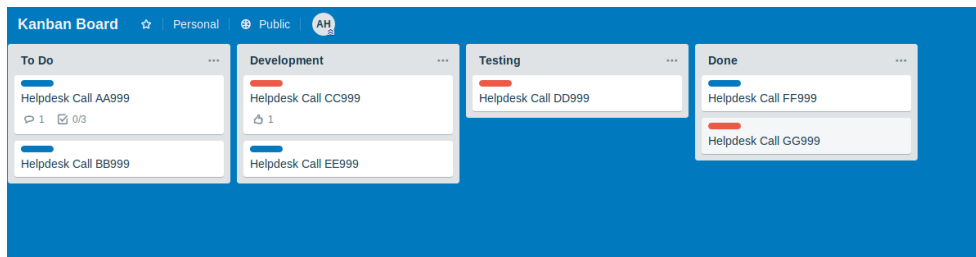 Kanban Board Personal Public AH
To Do ...
Helpdesk Call AA999
1 0/3
Helpdesk Call BB999
Development ...
Helpdesk Call CC999
1
Helpdesk Call EE999
Testing ...
Helpdesk Call DD999
Done ...
Helpdesk Call FF999
Helpdesk Call GG999